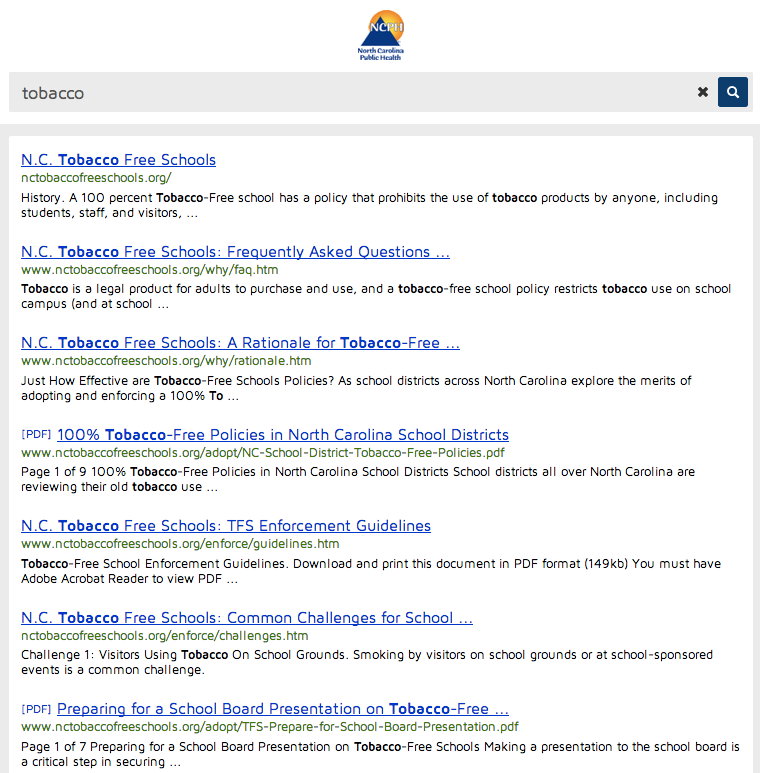 NCPH
North Carolina
Public Health
tobacco
N.C. Tobacco Free Schools
nctobaccofreeschools.org/
History. A 100 percent Tobacco-Free school has a policy that prohibits the use of tobacco products by anyone, including
students, staff, and visitors, ...
N.C. Tobacco Free Schools: Frequently Asked Questions ...
www.nctobaccofreeschools.org/why/faq.htm
Tobacco is a legal product for adults to purchase and use, and a tobacco-free school policy restricts tobacco use on school
campus (and at school ...
N.C. Tobacco Free Schools: A Rationale for Tobacco-Free ...
www.nctobaccofreeschools.org/why/rationale.htm
Just How Effective are Tobacco-Free Schools Policies? As school districts across North Carolina explore the merits of
adopting and enforcing a 100% To ...
[PDF] 100% Tobacco-Free Policies in North Carolina School Districts
www.nctobaccofreeschools.org/adopt/NC-School-District-Tobacco-Free-Policies.pdf
Page 1 of 9 100% Tobacco-Free Policies in North Carolina School Districts School districts all over North Carolina are
reviewing their old tobacco use ...
N.C. Tobacco Free Schools: TFS Enforcement Guidelines
www.nctobaccofreeschools.org/enforce/guidelines.htm
Tobacco-Free School Enforcement Guidelines. Download and print this document in PDF format (149kb) You must have
Adobe Acrobat Reader to view PDF ...
N.C. Tobacco Free Schools: Common Challenges for School ...
nctobaccofreeschools.org/enforce/challenges.htm
Challenge 1: Visitors Using Tobacco On School Grounds. Smoking by visitors on school grounds or at school-sponsored
events is a common challenge.
[PDF] Preparing for a School Board Presentation on Tobacco-Free ...
www.nctobaccofreeschools.org/adopt/TFS-Prepare-for-School-Board-Presentation.pdf
Page 1 of 7 Preparing for a School Board Presentation on Tobacco-Free Schools Making a presentation to the school board is
a critical step in securing ...